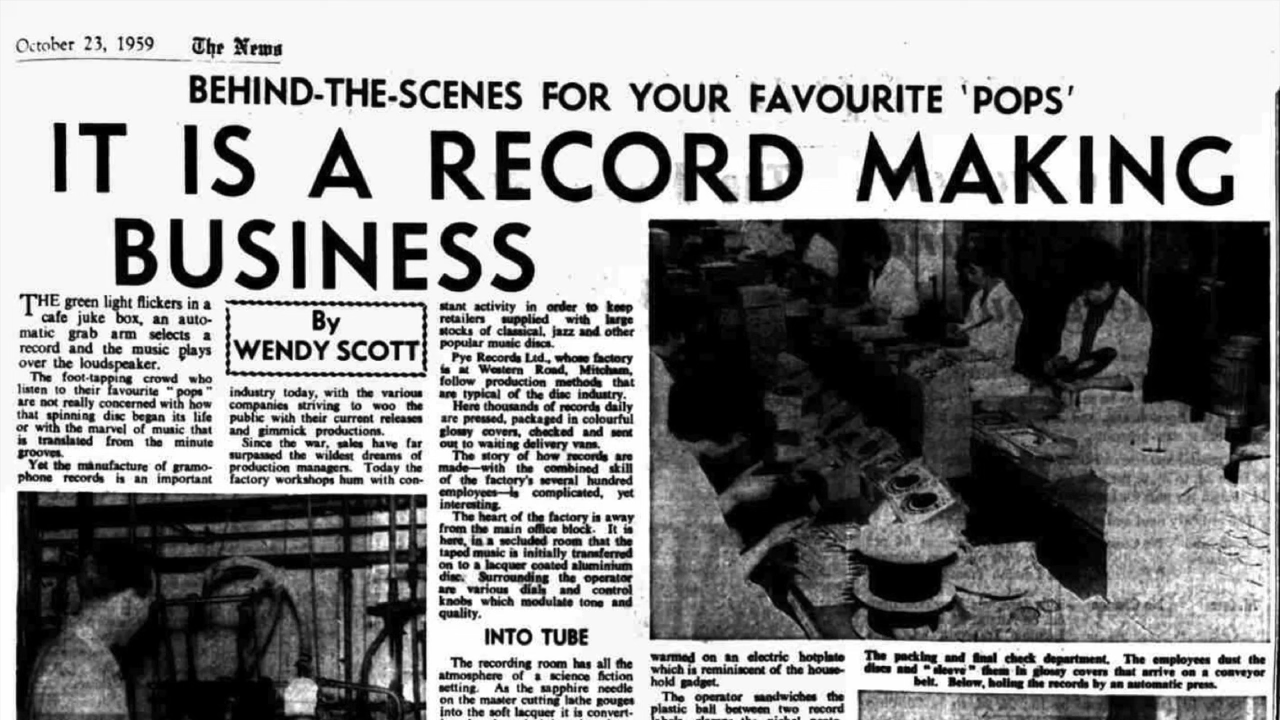 October 23, 1959 The News
BEHIND-THE-SCENES FOR YOUR FAVOURITE 'POPS'
IT IS A RECORD MAKING
BUSINESS
THE green light flickers in a
cafe juke box, an auto-
matic grab arm selects a
record and the music plays
over the loudspeaker.
The foot-tapping crowd who
listen to their favourite "pops"
are not really concerned with how
that spinning disc began its life
or with the marvel of music that
is translated from the minute
grooves.
Yet the manufacture of gramo-
phone records is an important
By
WENDY SCOTT
industry today, with the various
companies striving to woo the
public with their current releases
and gimmick productions.
Since the war, sales have far
surpassed the wildest dreams of
production managers. Today the
factory workshops hum with con-
stant activity in order to keep
retailers supplied with large
stocks of classical, jazz and other
popular music discs.
Pye Records Ltd., whose factory
is at Western Road, Mitcham,
follow production methods that
are typical of the disc industry.
Here thousands of records daily
are pressed, packaged in colourful
glossy covers, checked and sent
out to waiting delivery vans.
The story of how records are
made—with the combined skill
of the factory's several hundred
employees—is complicated, yet
interesting.
The heart of the factory is away
from the main office block. It is
here, in a secluded room that the
taped music is initially transferred
on to a lacquer coated aluminium
disc. Surrounding the operator
are various dials and control
knobs which modulate tone and
quality.
INTO TUBE
The recording room has all the
atmosphere of a science fiction
setting. As the sapphire needle
on the master cutting lathe gouges
into the soft lacquer it is convert-
warmed on an electric hotplate
which is reminiscent of the house-
hold gadget.
The operator sandwiches the
plastic ball between two record
The packing and final check department. The employees dust the
discs and "sleeve" them in glossy covers that arrive on a conveyor
belt. Below, holing the records by an automatic press.